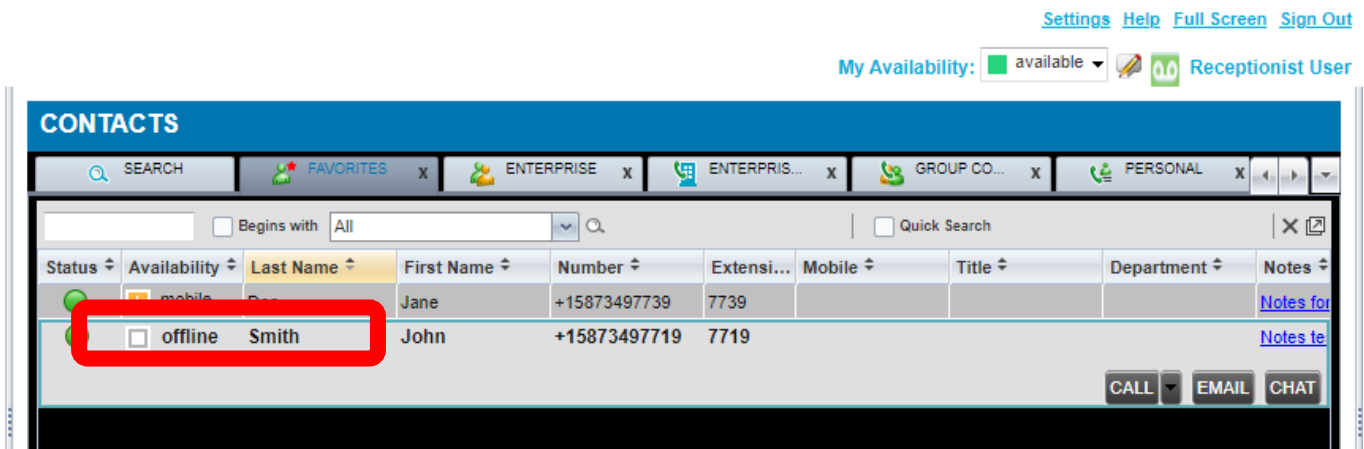 Settings Help Full Screen Sign Out
My Availability: available Receptionist User
CONTACTS
SEARCH FAVORITES x ENTERPRISE x ENTERPRIS... x GROUP CO... x PERSONAL x
Begins with All Quick Search
Status Availability Last Name First Name Number Extensi... Mobile Title Department Notes
mobile Jane +15873497739 7739 Notes for
offline Smith John +15873497719 7719 Notes te
CALL EMAIL CHAT